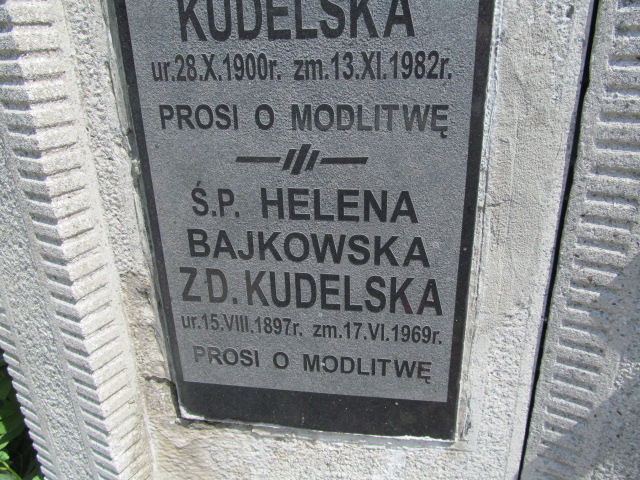 KUDELSKA
ur.28.X.1900r. zm.13.XI.1982r.
PROSI O MODLITWĘ
Ś.P. HELENA
BAJKOWSKA
ZD. KUDELSKA
ur.15.VIII.1897r. zm.17.VI.1969r.
PROSI O MODLITWĘ